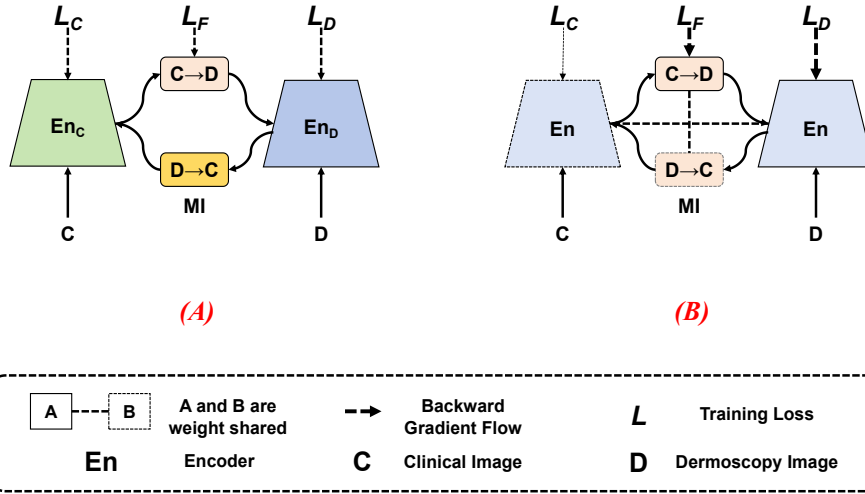 L_C L_F L_D L_C L_F L_D
C→D C→D
En_C En_D En En
D→C D→C
MI MI
C D C D
(A) (B)
A B A and B are weight shared Backward Gradient Flow L Training Loss
En Encoder C Clinical Image D Dermoscopy Image